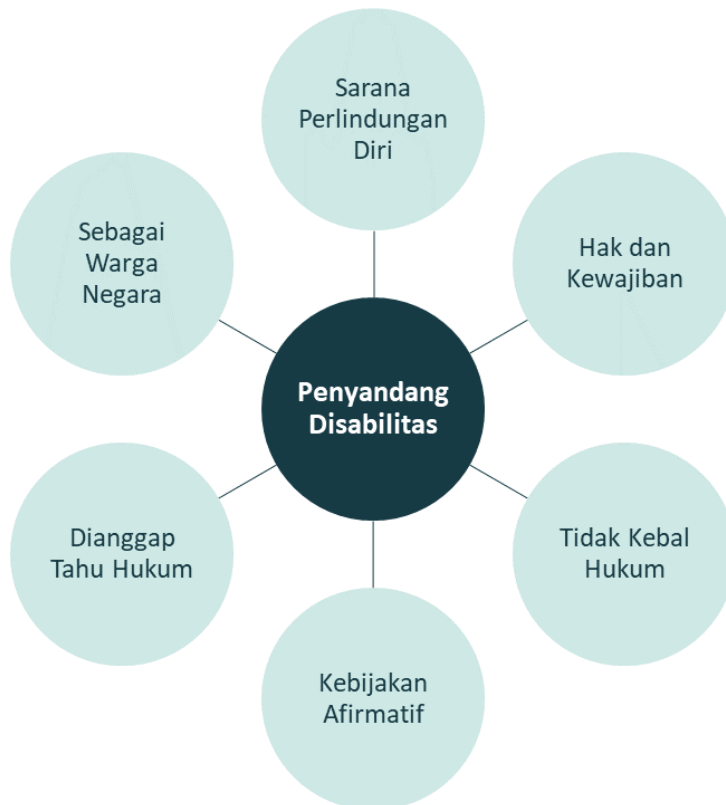 Sarana
Perlindungan
Diri
Sebagai
Warga
Negara
Hak dan
Kewajiban
Penyandang
Disabilitas
Dianggap
Tahu Hukum
Tidak Kebal
Hukum
Kebijakan
Afirmatif